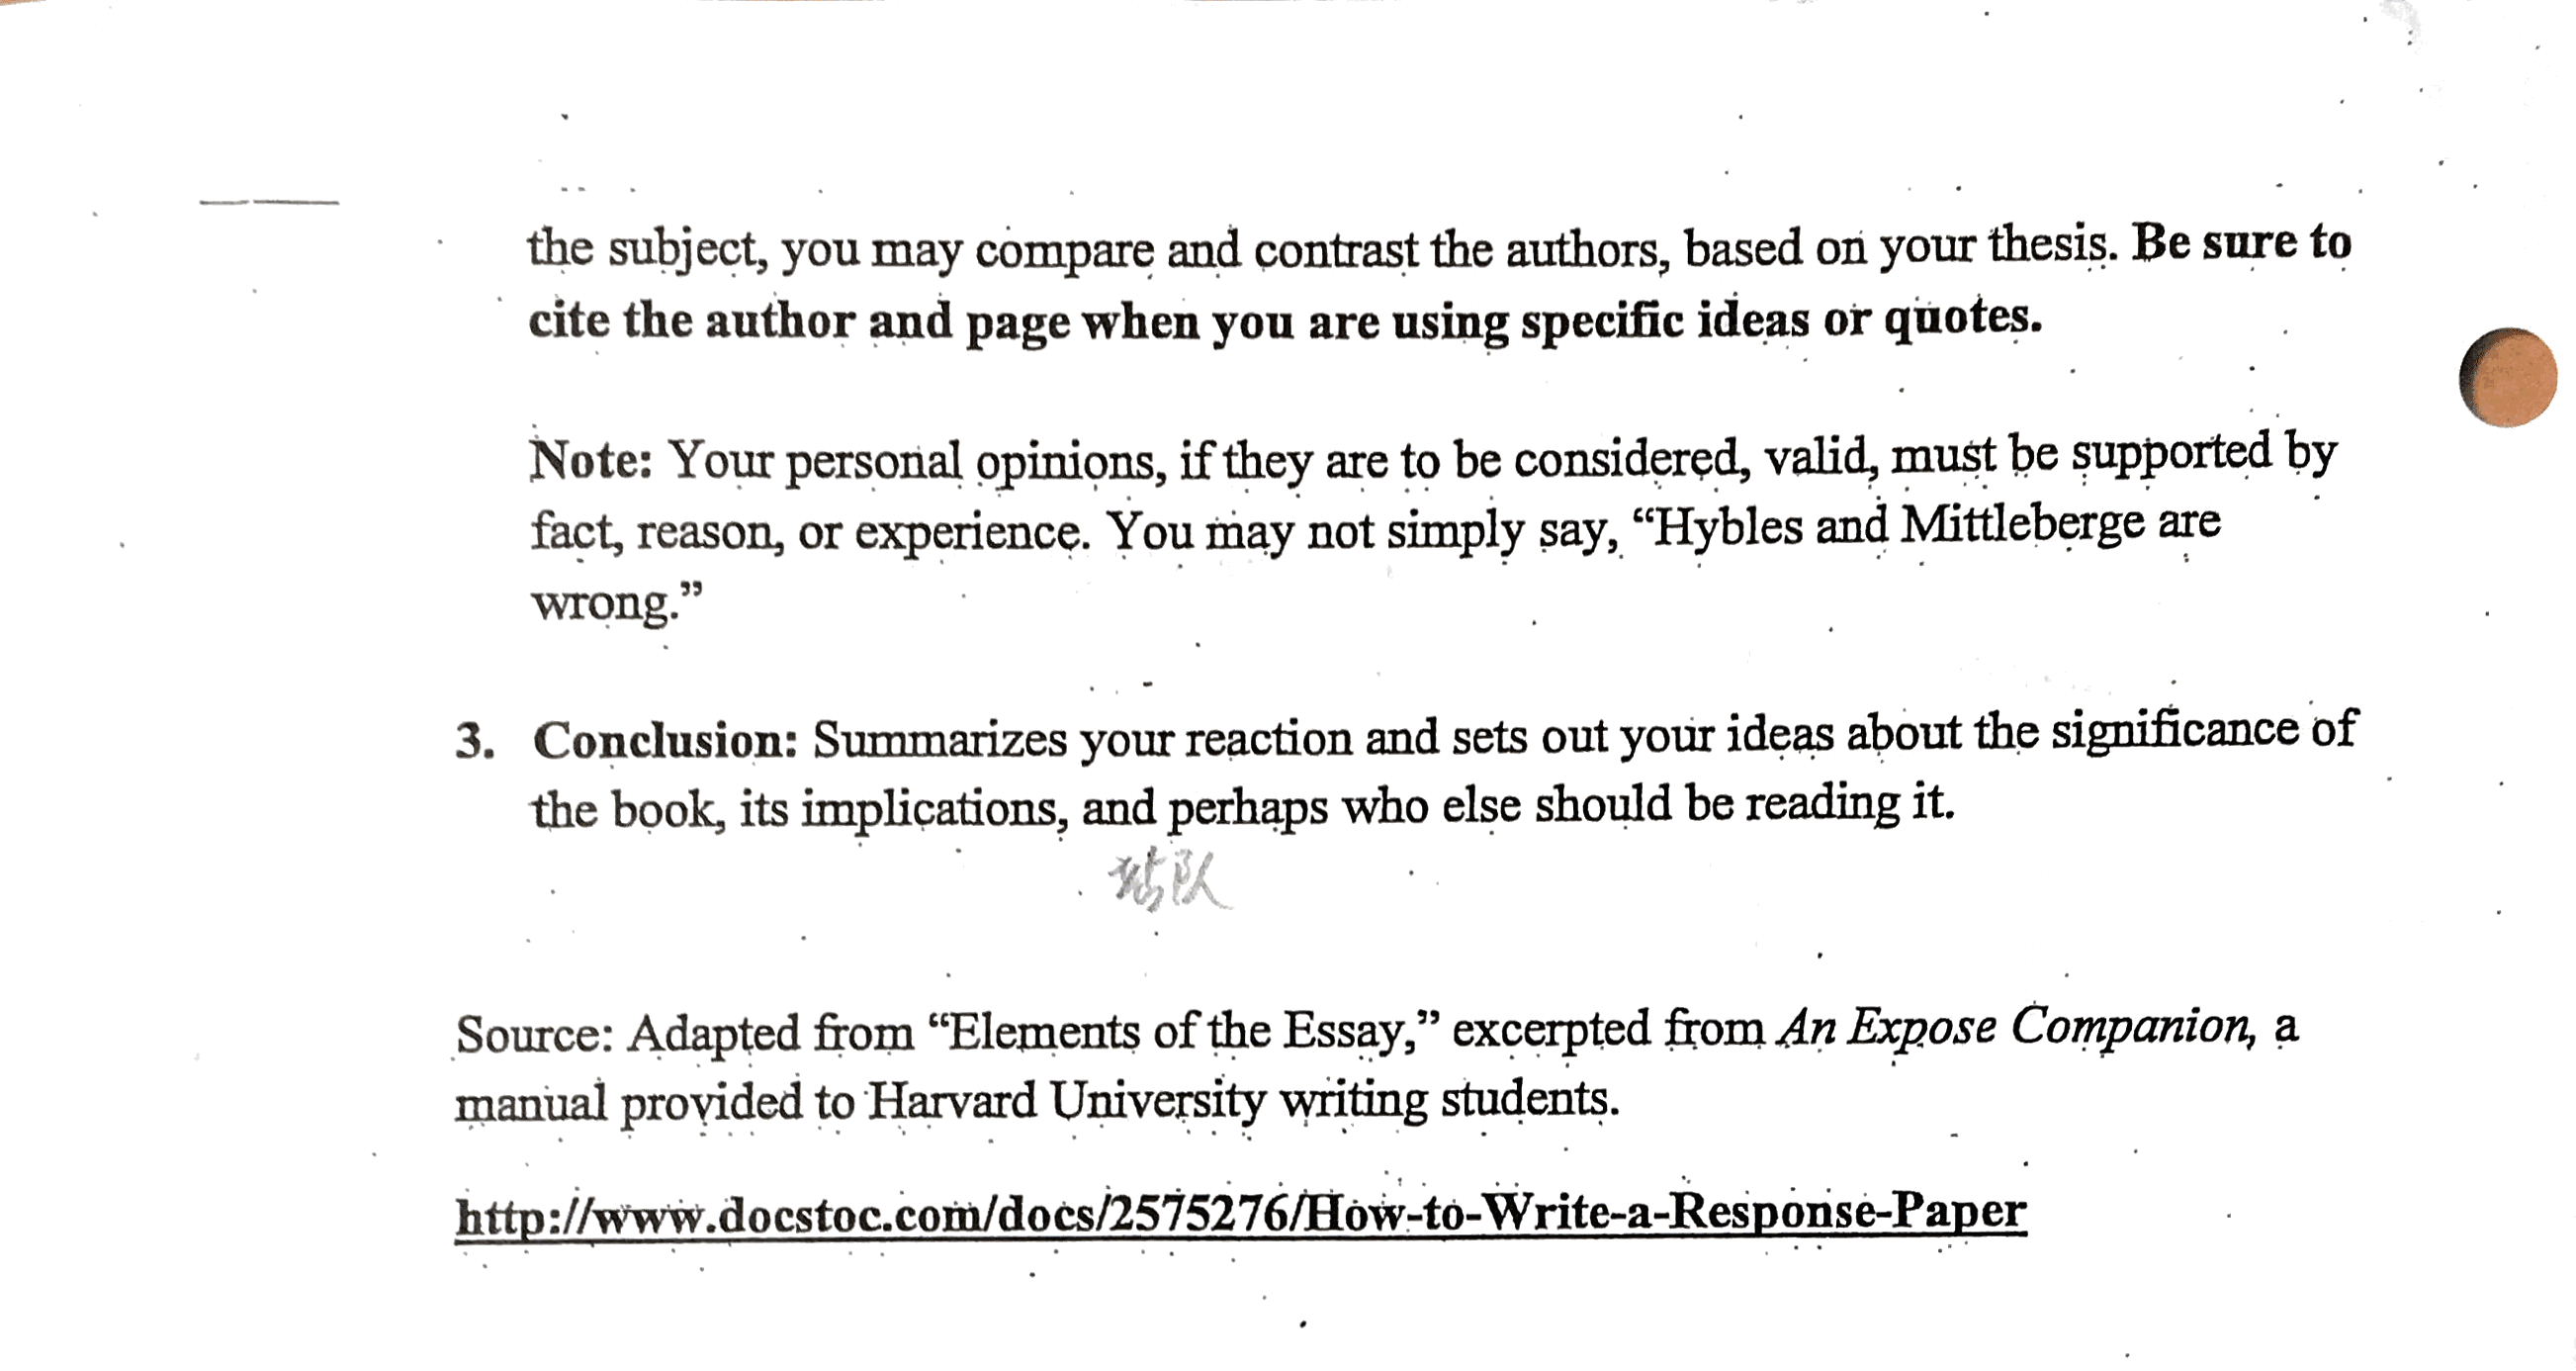 the subject, you may compare and contrast the authors, based on your thesis. Be sure to
cite the author and page when you are using specific ideas or quotes.
Note: Your personal opinions, if they are to be considered, valid, must be supported by
fact, reason, or experience. You may not simply say, “Hybles and Mittleberge are
wrong.”
3. Conclusion: Summarizes your reaction and sets out your ideas about the significance of
the book, its implications, and perhaps who else should be reading it.
Source: Adapted from “Elements of the Essay,” excerpted from An Expose Companion, a
manual provided to Harvard University writing students.
http://www.docstoc.com/docs/2575276/How-to-Write-a-Response-Paper